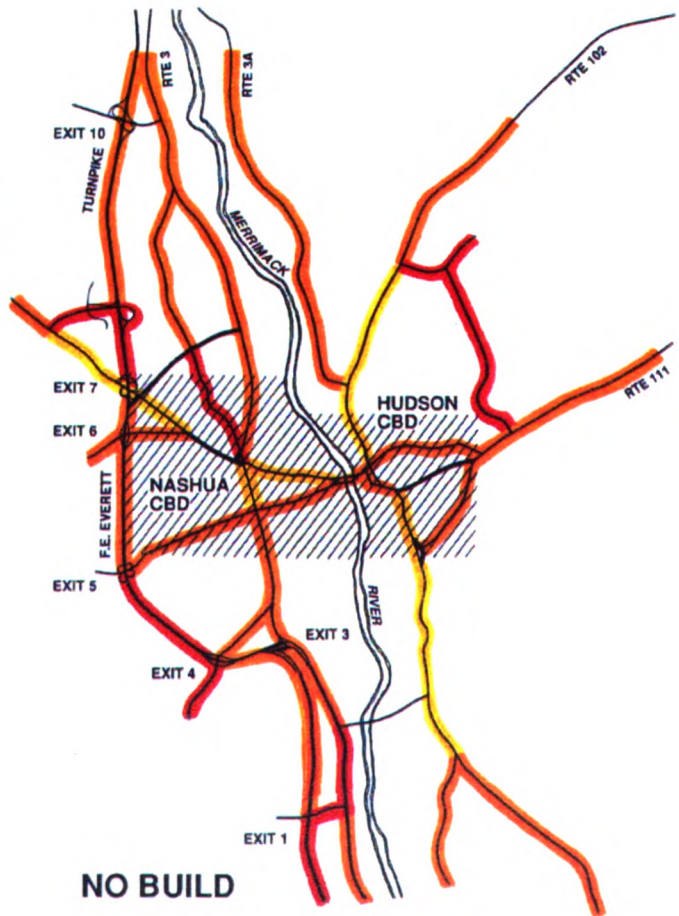 RTE 3
RTE 3A
RTE 102
EXIT 10
TURNPIKE
MERRIMACK
EXIT 7
EXIT 6
HUDSON
CBD
RTE 111
NASHUA
CBD
F.E. EVERETT
EXIT 5
RIVER
EXIT 3
EXIT 4
EXIT 1
NO BUILD